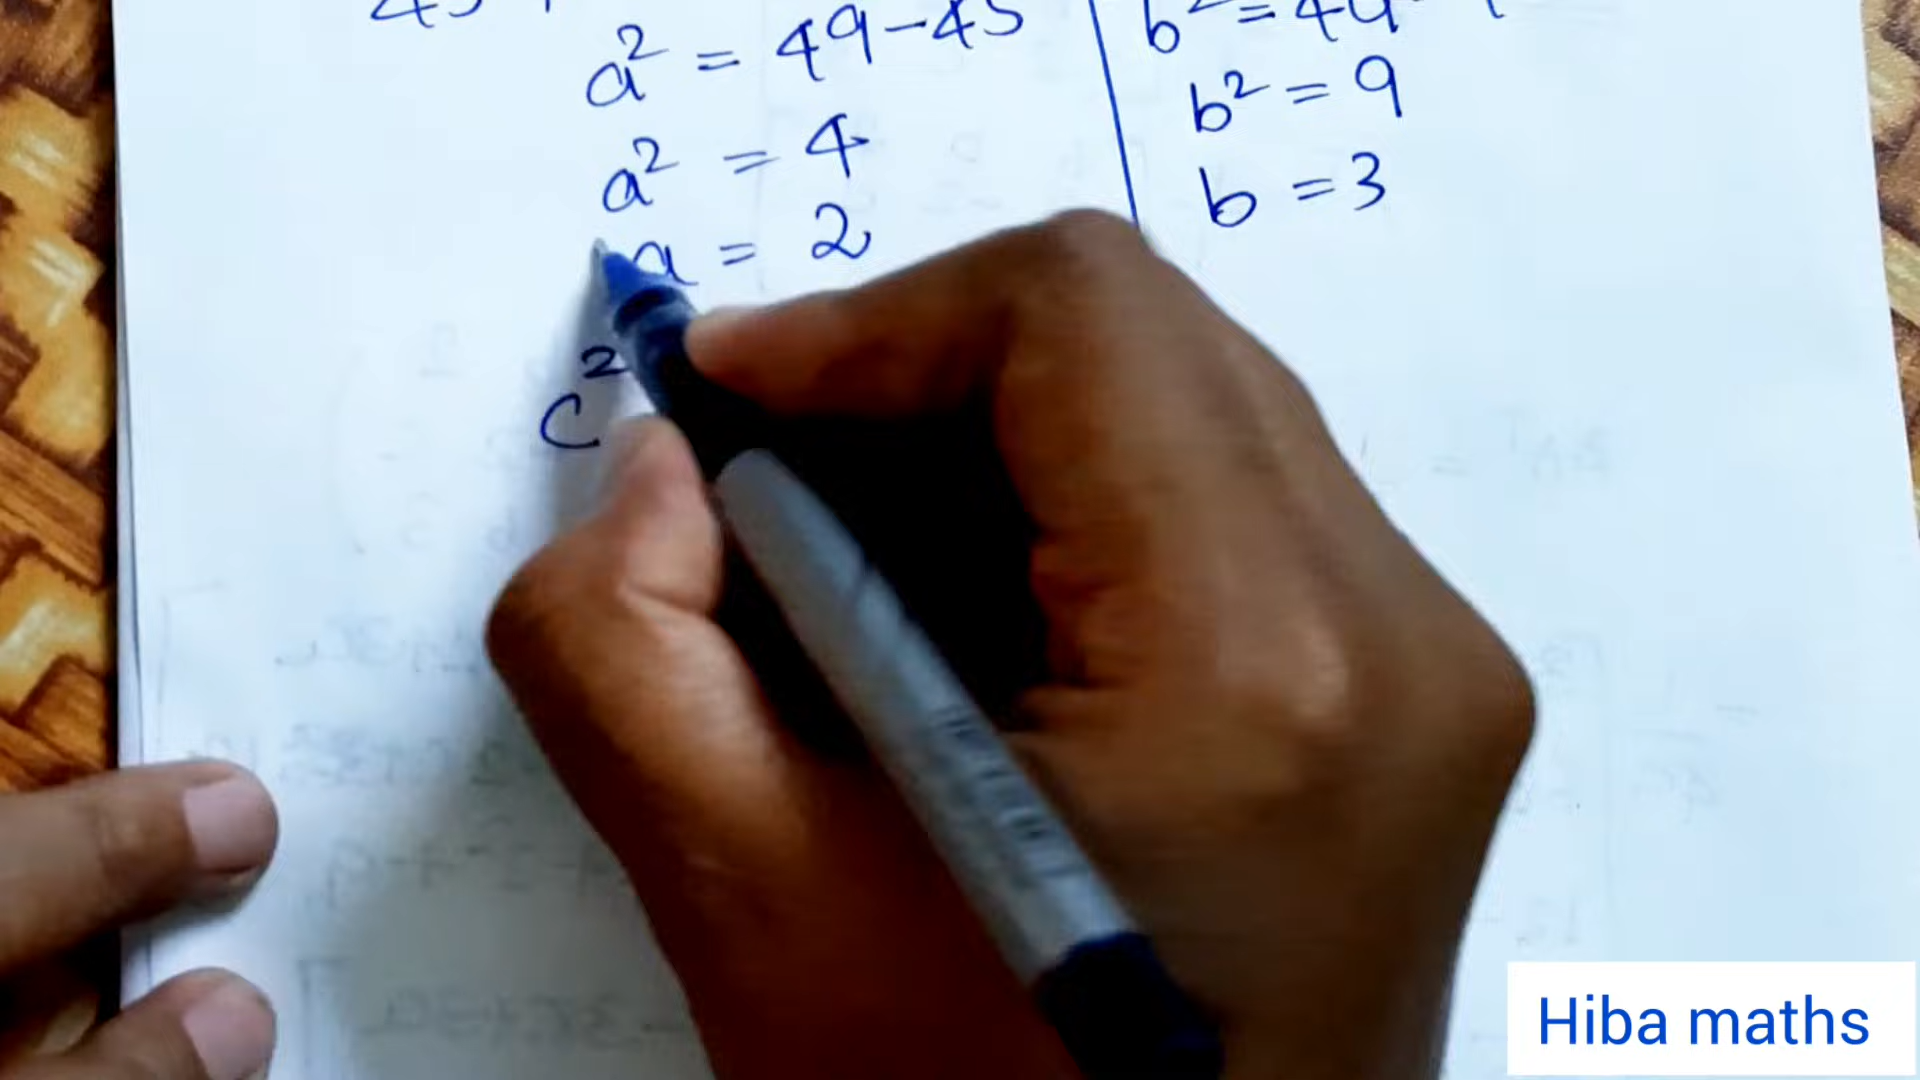 a² = 49-45
a² = 4
a = 2
c²
b² = 9
b = 3
Hiba maths